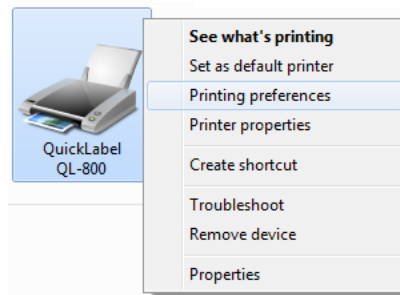 QuickLabel
QL-800
See what's printing
Set as default printer
Printing preferences
Printer properties
Create shortcut
Troubleshoot
Remove device
Properties